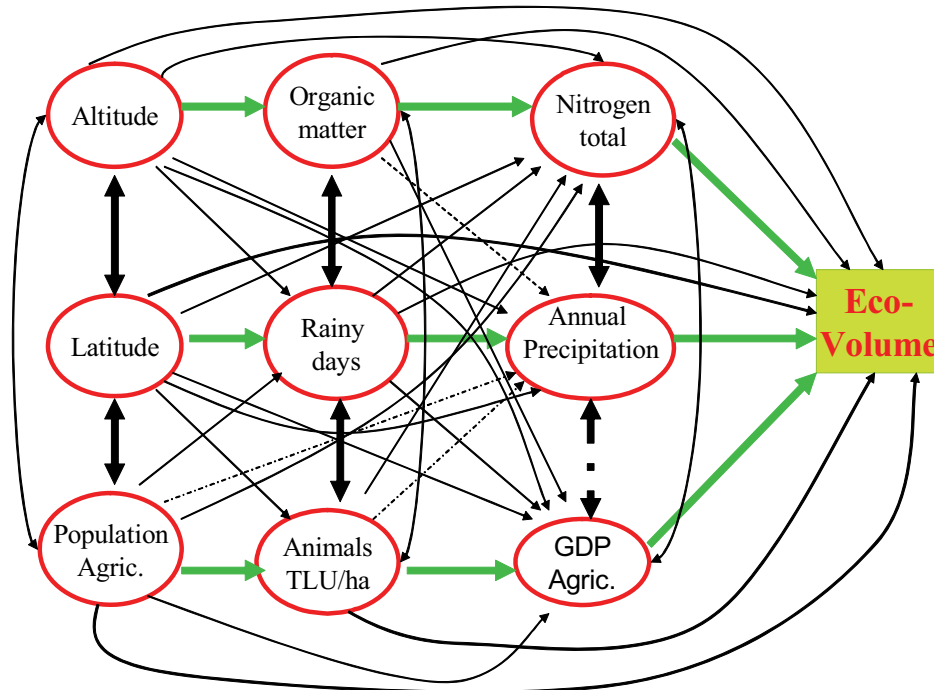 Altitude
Organic
matter
Nitrogen
total
Latitude
Rainy
days
Annual
Precipitation
Eco-
Volume
Population
Agric.
Animals
TLU/ha
GDP
Agric.